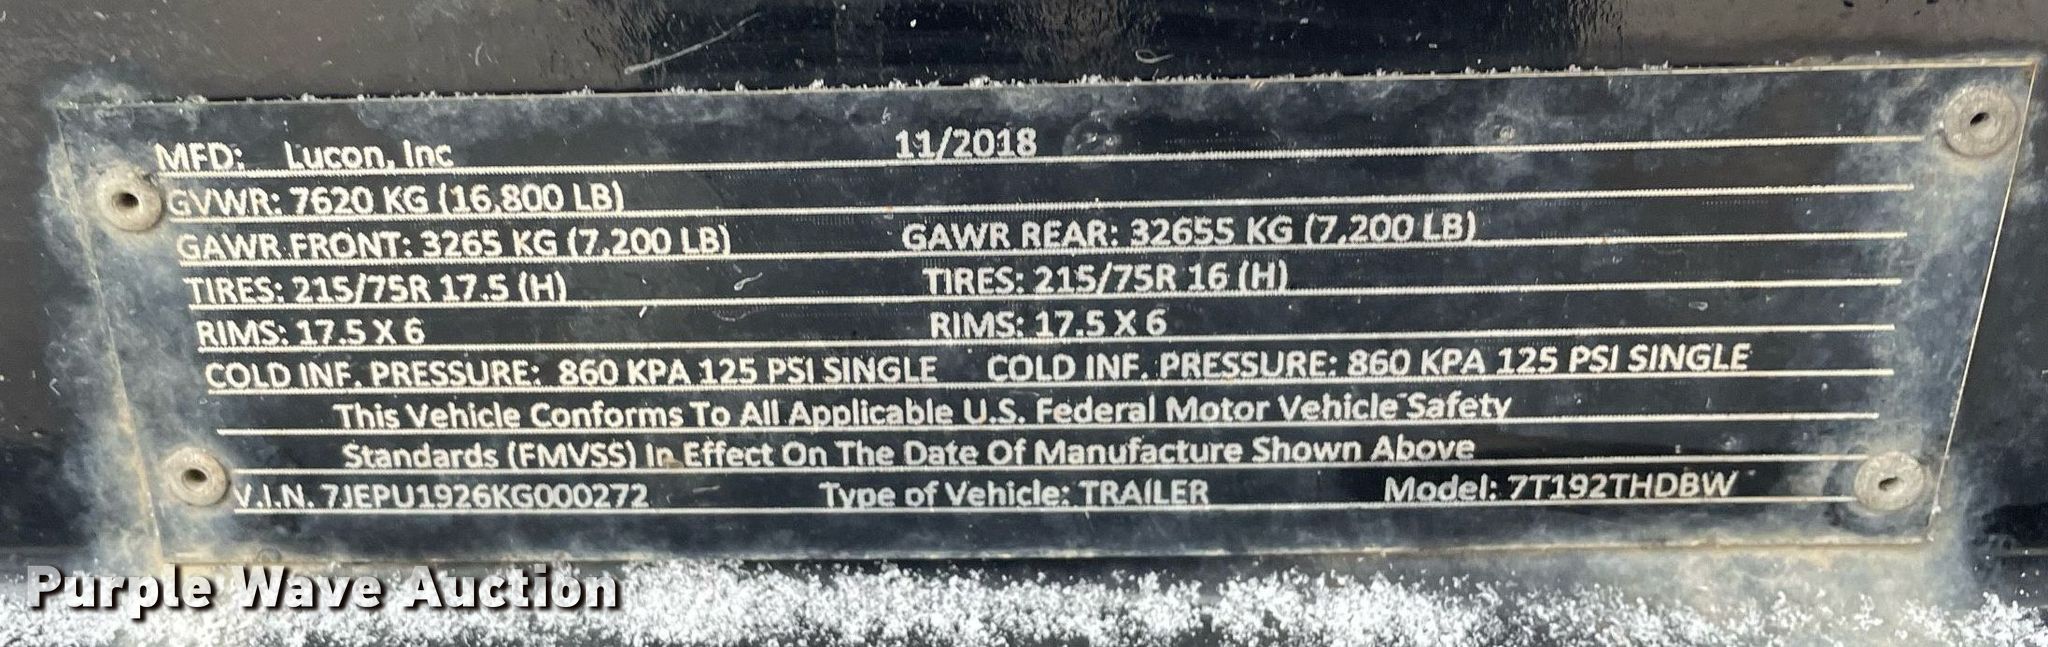 MFD: Lucon, Inc 11/2018
GVWR: 7620 KG (16,800 LB)
GAWR FRONT: 3265 KG (7,200 LB) GAWR REAR: 32655 KG (7,200 LB)
TIRES: 215/75R 17.5 (H) TIRES: 215/75R 16 (H)
RIMS: 17.5 X 6 RIMS: 17.5 X 6
COLD INF. PRESSURE: 860 KPA 125 PSI SINGLE COLD INF. PRESSURE: 860 KPA 125 PSI SINGLE
This Vehicle Conforms To All Applicable U.S. Federal Motor Vehicle Safety
Standards (FMVSS) In Effect On The Date Of Manufacture Shown Above
V.I.N. 7JEPU1926KG000272 Type of Vehicle: TRAILER Model: 7T192THDBW
Purple Wave Auction